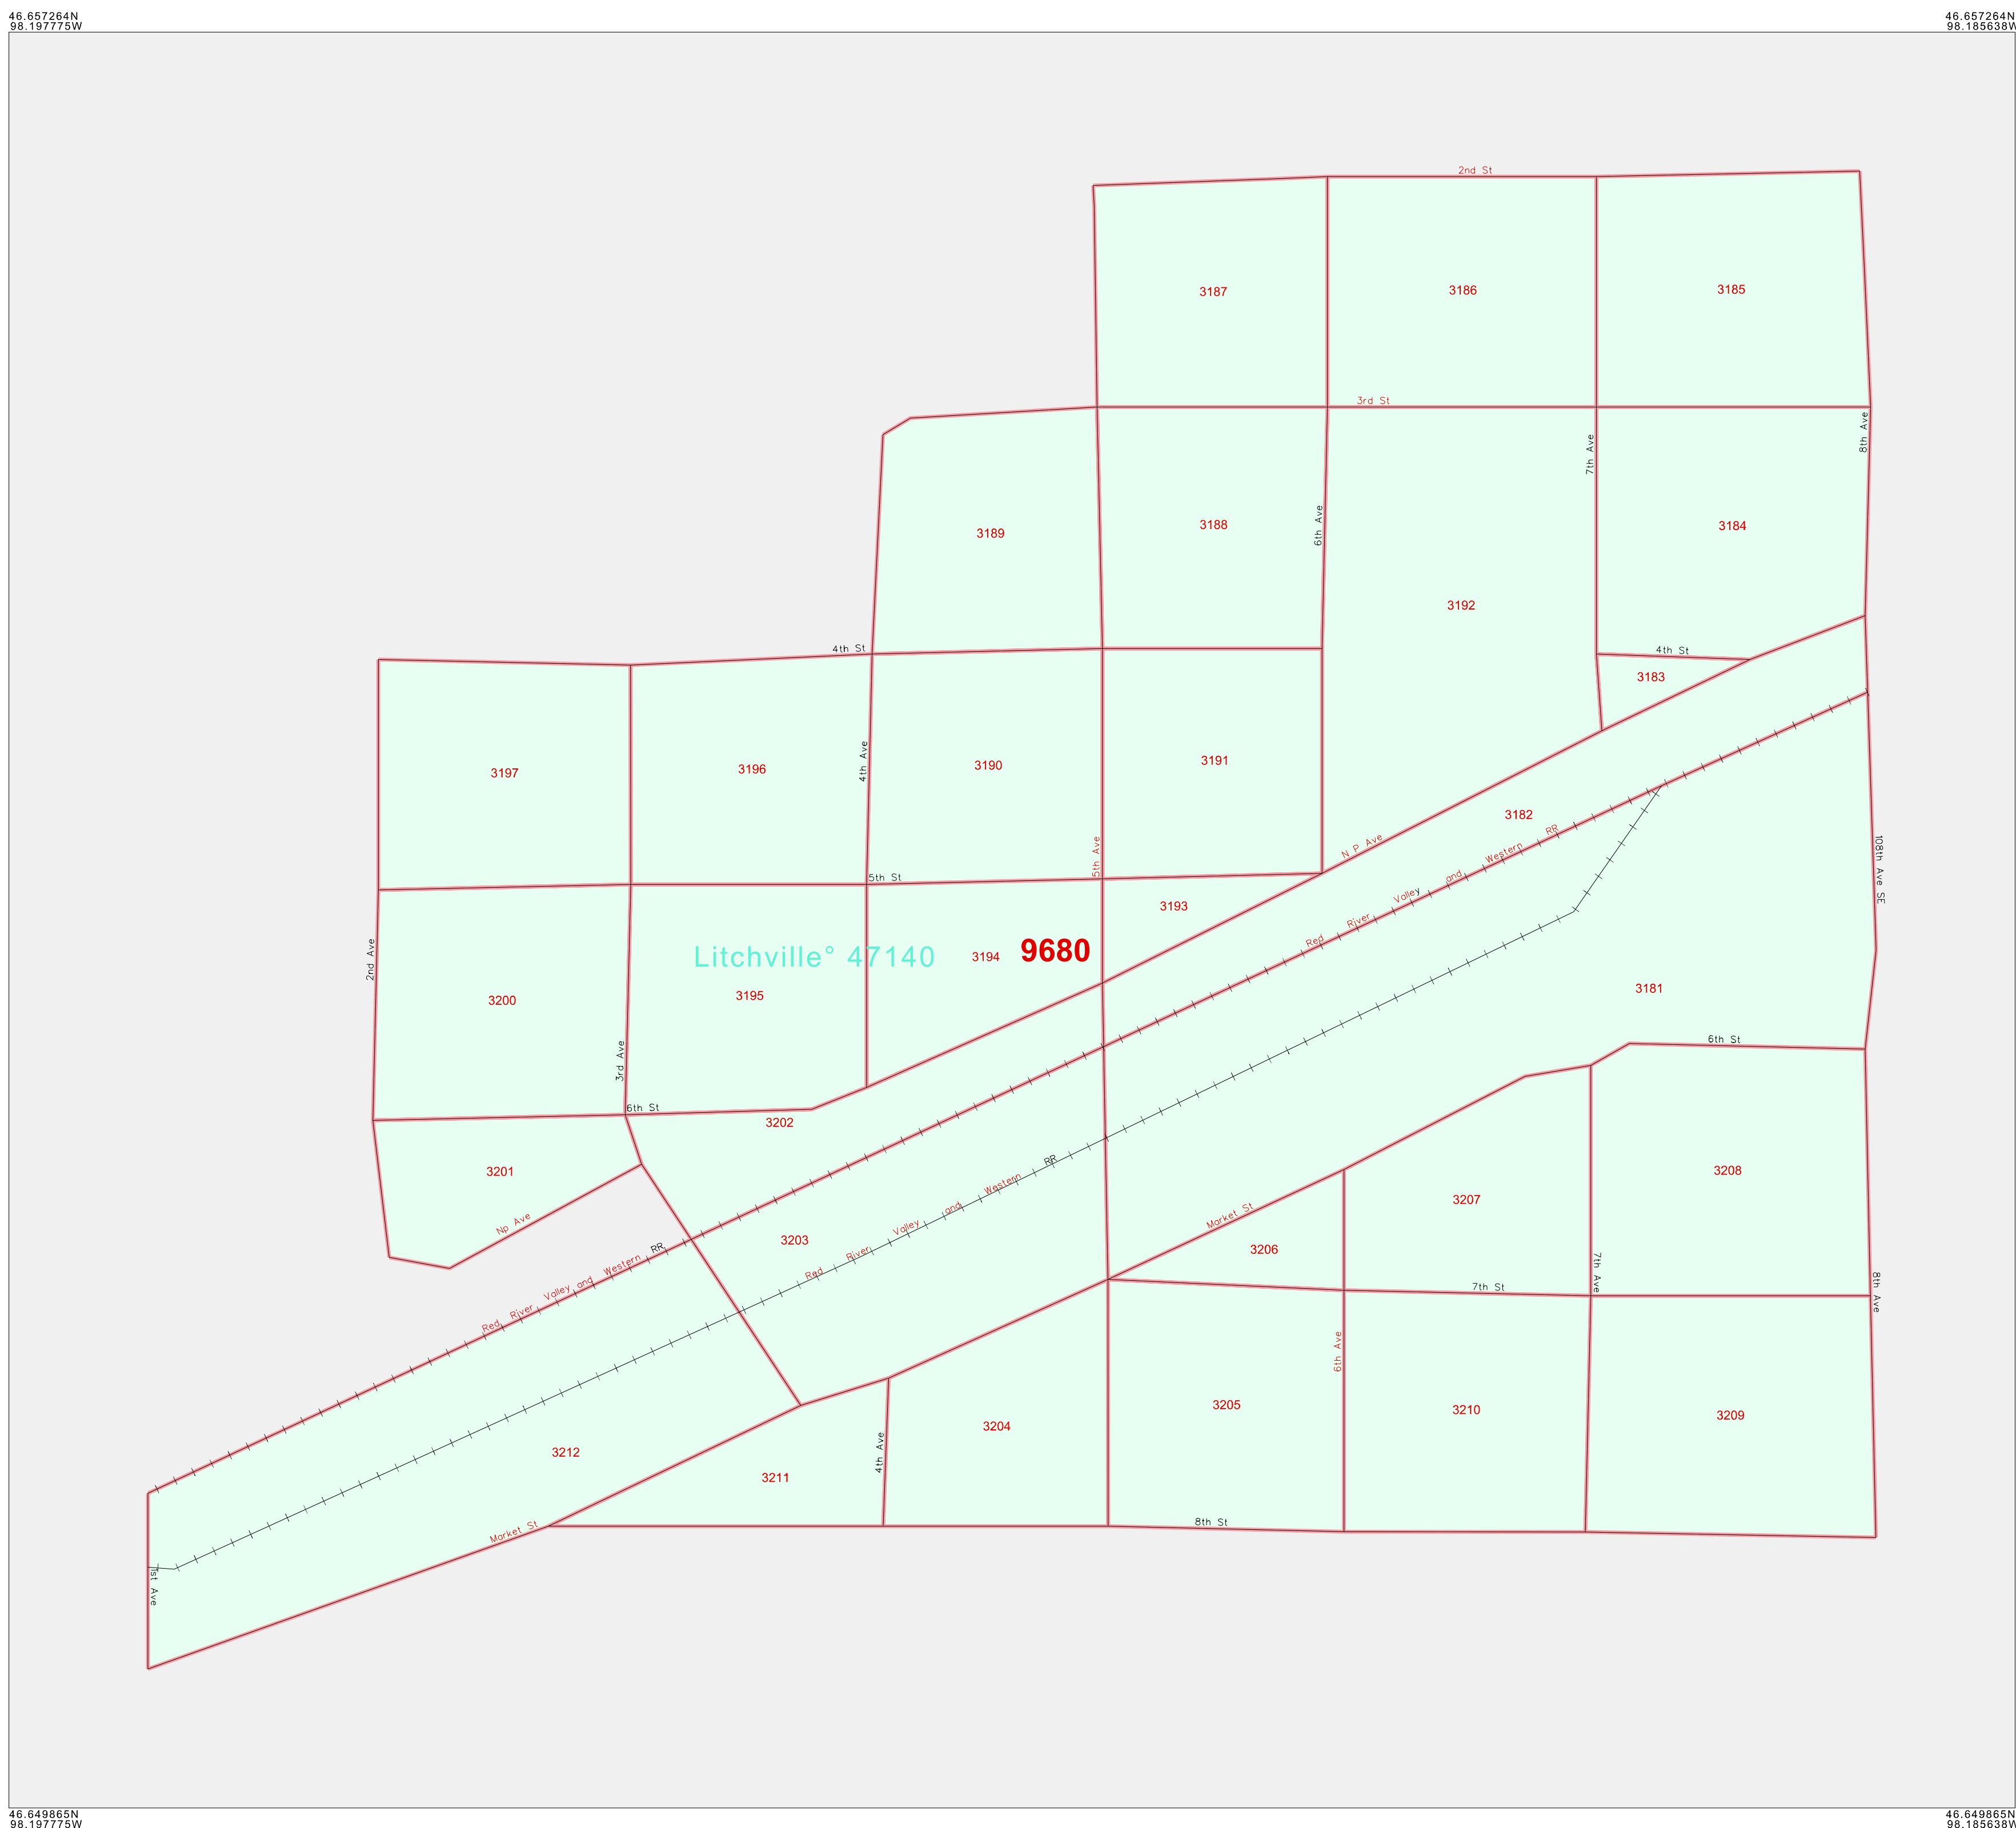 46.657264N
98.197775W
46.657264N
98.185638W
2nd St
3187
3186
3185
3rd St
8th Ave
7th Ave
6th Ave
3189
3188
3184
3192
4th St
4th St
3183
3197
3196
4th Ave
3190
3191
3182
N P Ave
Red River Valley and Western RR
108th Ave SE
5th Ave
5th St
3193
2nd Ave
Litchville° 47140
3194
9680
3200
3195
3181
3rd Ave
6th St
6th St
3202
3201
Np Ave
Red River Valley and Western RR
3203
Red River Valley and Western RR
3208
3207
Market St
3206
7th Ave
7th St
8th Ave
6th Ave
3205
3210
3209
3204
4th Ave
3212
3211
Market St
8th St
1st Ave
46.649865N
98.197775W
46.649865N
98.185638W